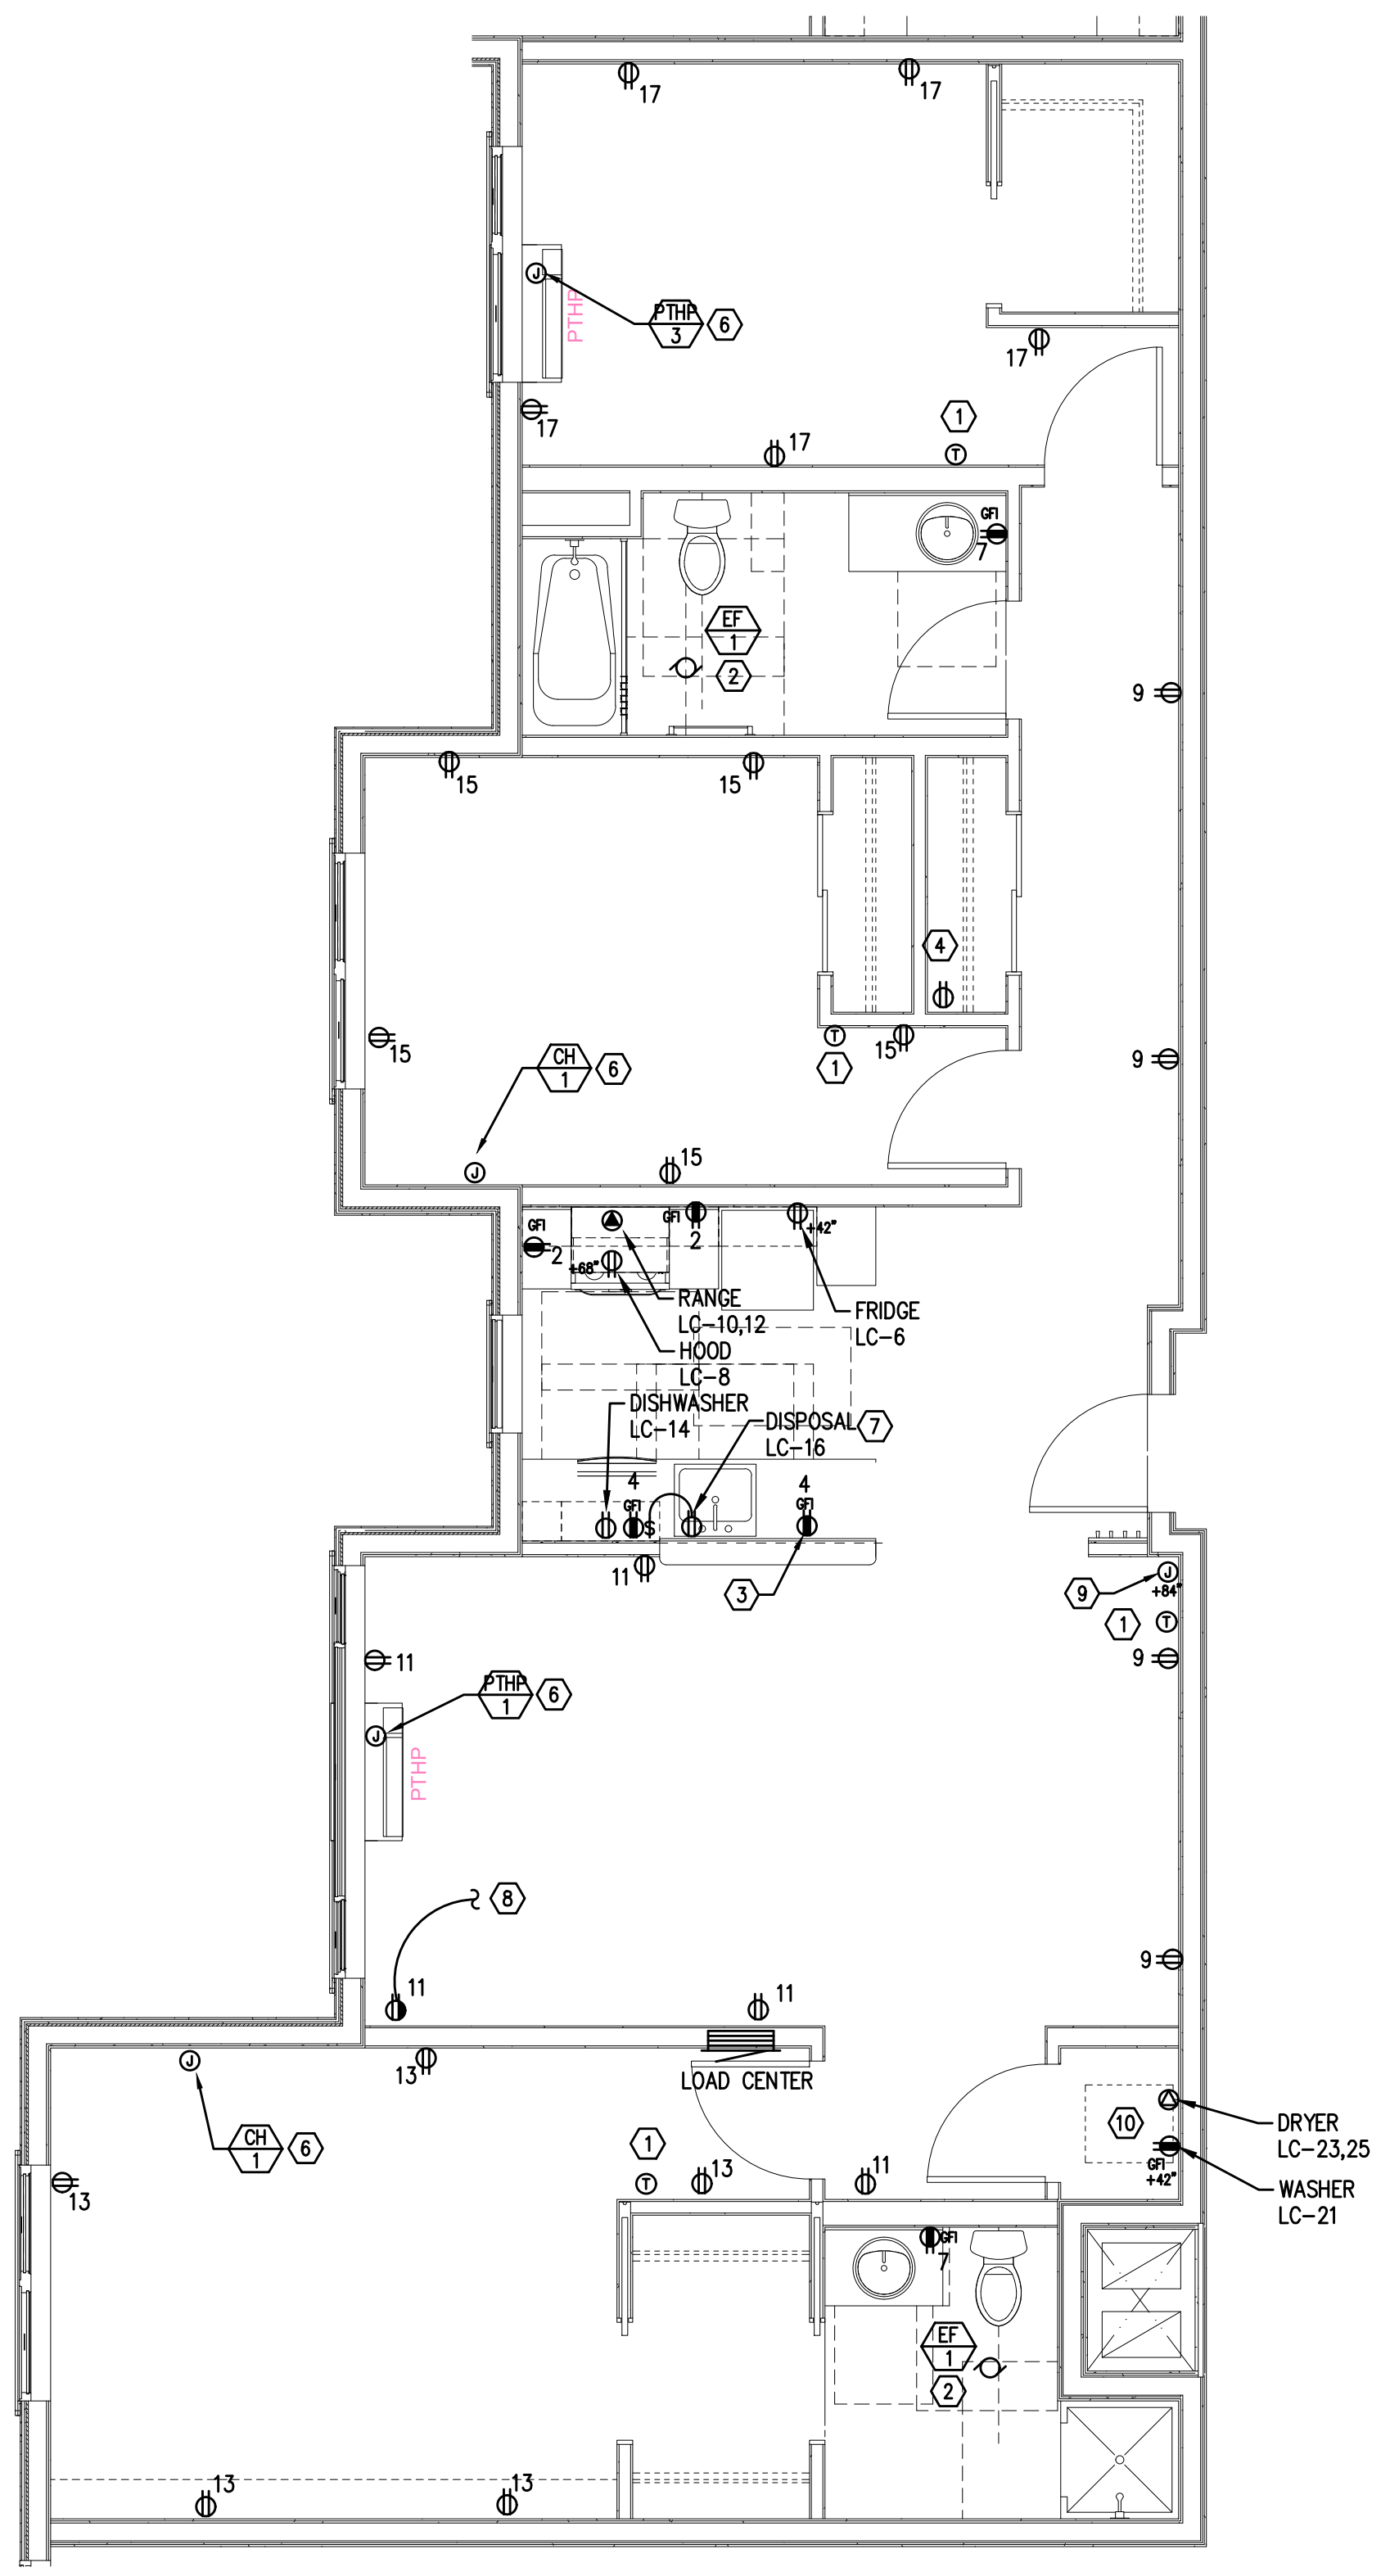 17
17
J
PTHP
3
6
PTHP
17
17
1
17
T
GFI
7
EF
1
2
9
15
15
4
15
T
15
9
CH
1
6
1
J
15
GFI
GFI
2
2
+42"
+68"
RANGE
LC-10,12
FRIDGE
LC-6
HOOD
LC-8
DISHWASHER
LC-14
DISPOSAL
LC-16
7
4
GFI
S
4
GFI
11
3
9
J
+84"
1
T
11
9
PTHP
1
6
J
PTHP
8
9
11
11
J
13
LOAD CENTER
CH
1
6
1
T
13
13
11
10
DRYER
LC-23,25
GFI
+42"
WASHER
LC-21
GFI
7
EF
1
2
13
13